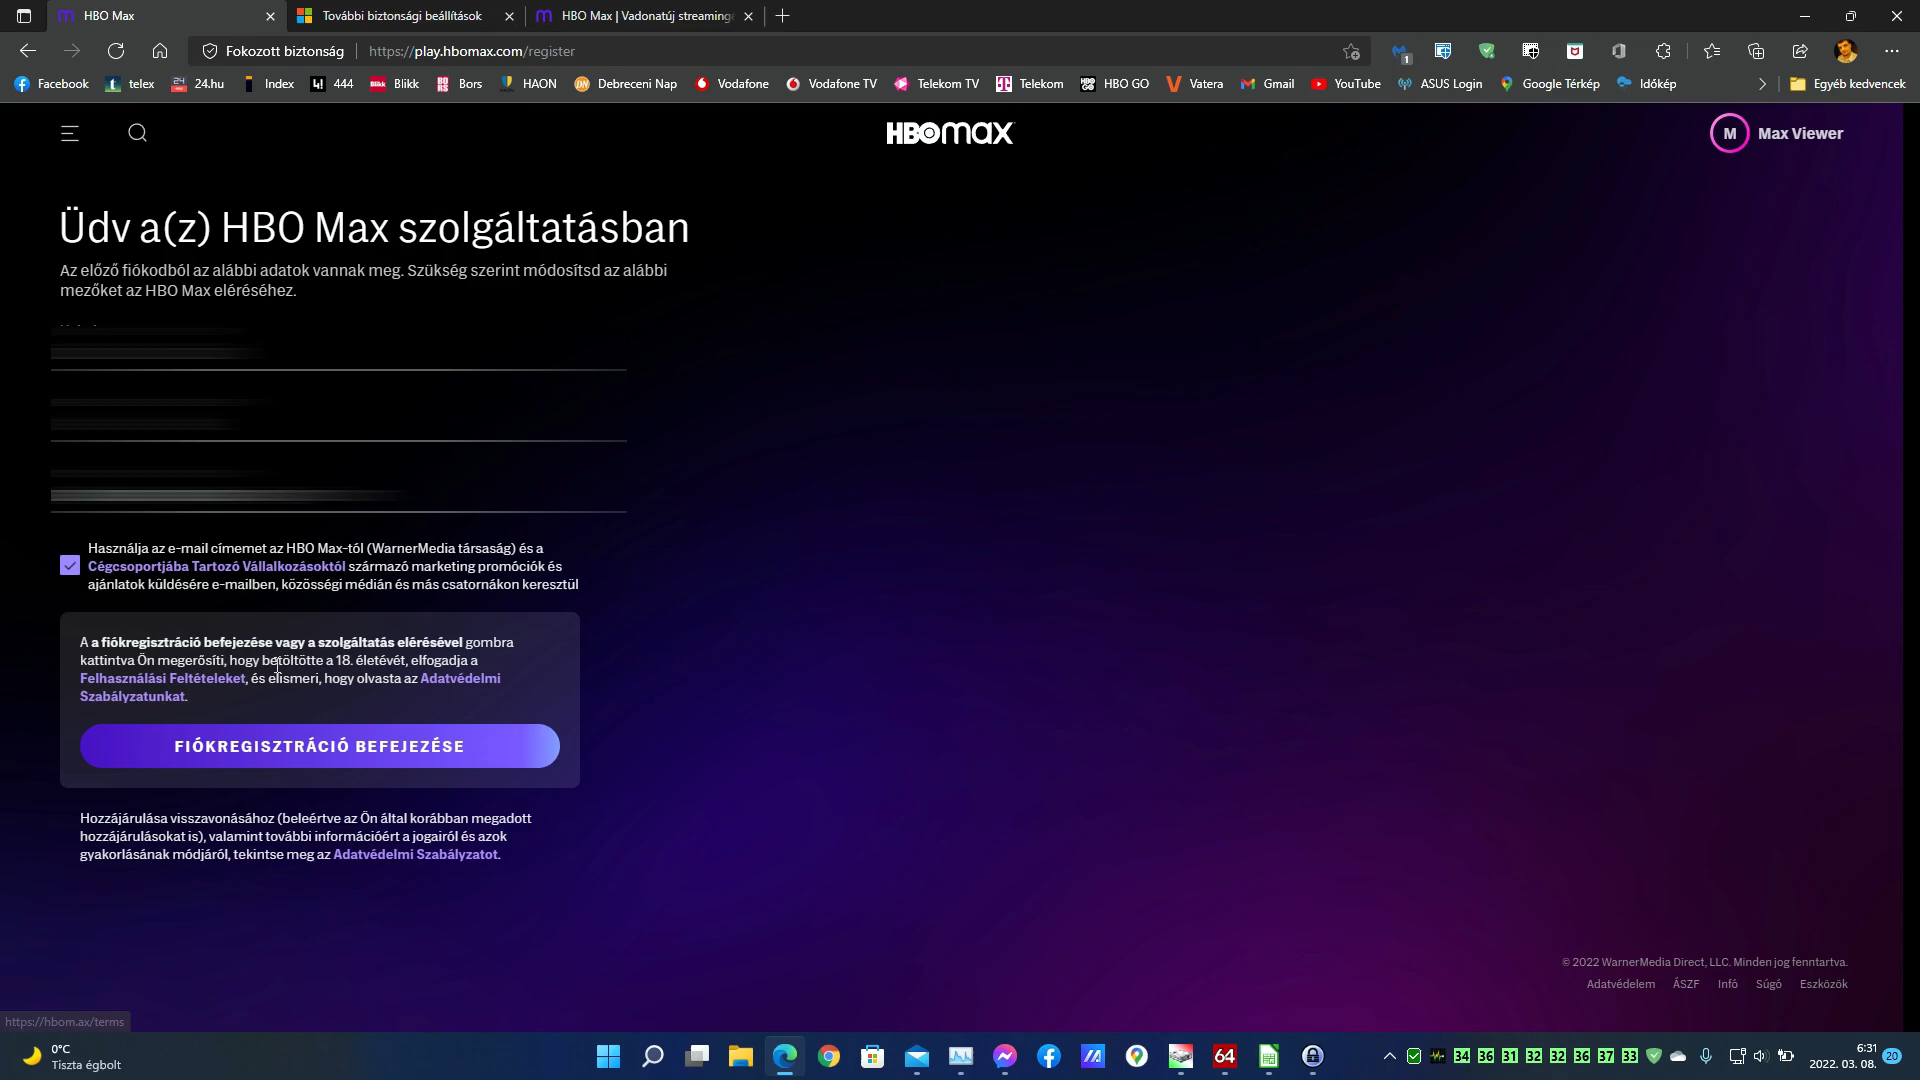 HBO Max
További biztonsági beállítások
HBO Max | Vadonatúj streaming
Fokozott biztonság
https://play.hbomax.com/register
1
Facebook
telex
24.hu
Index
444
Blikk
Bors
HAON
Debreceni Nap
Vodafone
Vodafone TV
Telekom TV
Telekom
HBO GO
Vatera
Gmail
YouTube
ASUS Login
Google Térkép
Időkép
Egyéb kedvencek
HBOMAX
M
Max Viewer
Üdv a(z) HBO Max szolgáltatásban
Az előző fiókodból az alábbi adatok vannak meg. Szükség szerint módosítsd az alábbi
mezőket az HBO Max eléréséhez.
Használja az e-mail címemet az HBO Max-tól (WarnerMedia társaság) és a
Cégcsoportjába Tartozó Vállalkozásoktól származó marketing promóciók és
ajánlatok küldésére e-mailben, közösségi médián és más csatornákon keresztül
A a fiókregisztráció befejezése vagy a szolgáltatás elérésével gombra
kattintva Ön megerősíti, hogy betöltötte a 18. életévét, elfogadja a
Felhasználási Feltételeket, és elismeri, hogy olvasta az Adatvédelmi
Szabályzatunkat.
FIÓKREGISZTRÁCIÓ BEFEJEZÉSE
Hozzájárulása visszavonásához (beleértve az Ön által korábban megadott
hozzájárulásokat is), valamint további információért a jogairól és azok
gyakorlásának módjáról, tekintse meg az Adatvédelmi Szabályzatot.
© 2022 WarnerMedia Direct, LLC. Minden jog fenntartva.
Adatvédelem
ÁSZF
Infó
Súgó
Eszközök
https://hbom.ax/terms
0°C
Tiszta égbolt
64
34 36 31 32 32 36 37 33
6:31
2022. 03. 08.
20